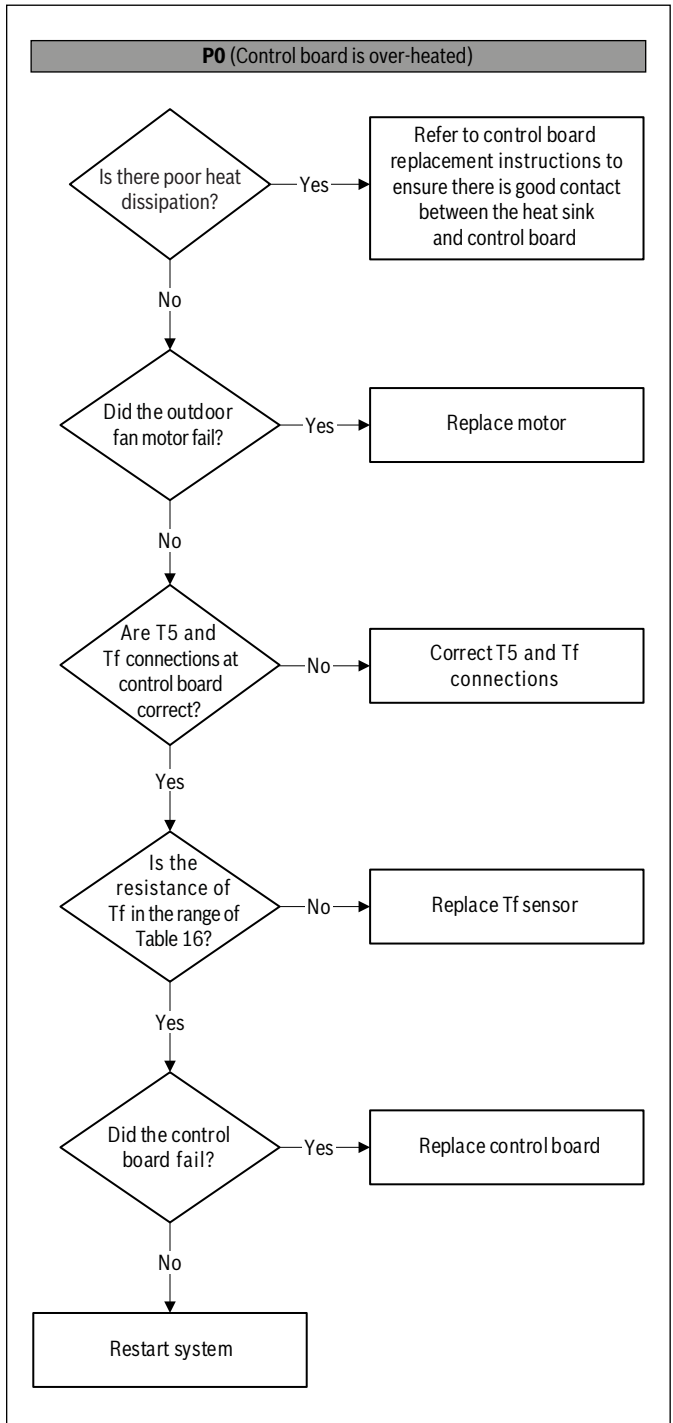 P0 (Control board is over-heated)
Is there poor heat
dissipation?
Yes
Refer to control board
replacement instructions to
ensure there is good contact
between the heat sink
and control board
No
Did the outdoor
fan motor fail?
Yes
Replace motor
No
Are T5 and
Tf connections at
control board
correct?
No
Correct T5 and Tf
connections
Yes
Is the
resistance of
Tf in the range of
Table 16?
No
Replace Tf sensor
Yes
Did the control
board fail?
Yes
Replace control board
No
Restart system